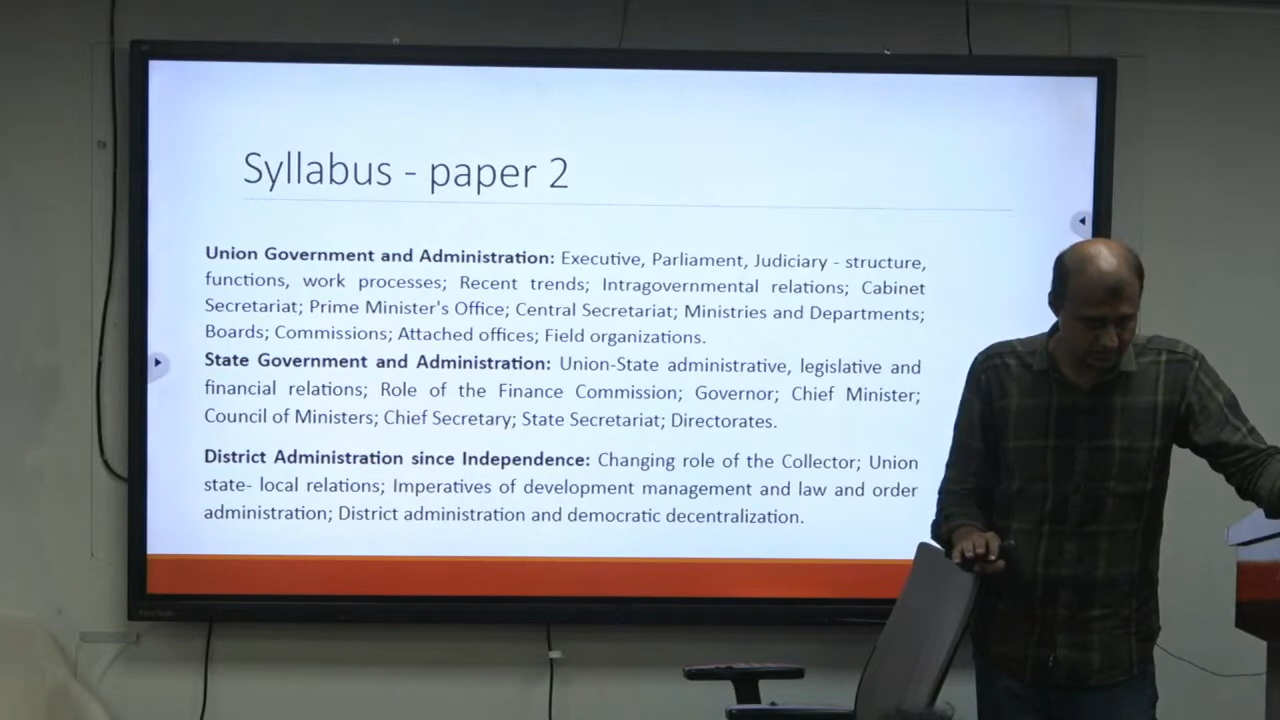 Syllabus - paper 2
Union Government and Administration: Executive, Parliament, Judiciary - structure,
functions, work processes; Recent trends; Intragovernmental relations; Cabinet
Secretariat; Prime Minister's Office; Central Secretariat; Ministries and Departments;
Boards; Commissions; Attached offices; Field organizations.
State Government and Administration: Union-State administrative, legislative and
financial relations; Role of the Finance Commission; Governor; Chief Minister;
Council of Ministers; Chief Secretary; State Secretariat; Directorates.
District Administration since Independence: Changing role of the Collector; Union
state- local relations; Imperatives of development management and law and order
administration; District administration and democratic decentralization.